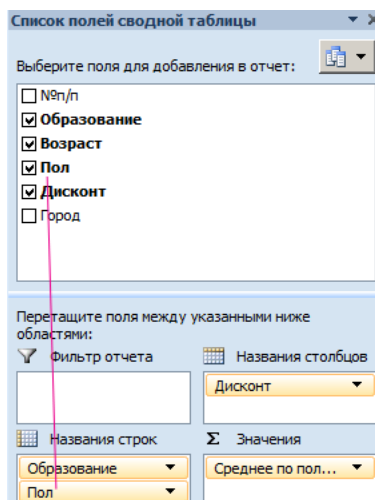 Список полей сводной таблицы
Выберите поля для добавления в отчет:
№п/п
Образование
Возраст
Пол
Дисконт
Город
Перетащите поля между указанными ниже
областями:
Фильтр отчета
Названия столбцов
Дисконт
Названия строк
Σ Значения
Образование
Среднее по пол...
Пол